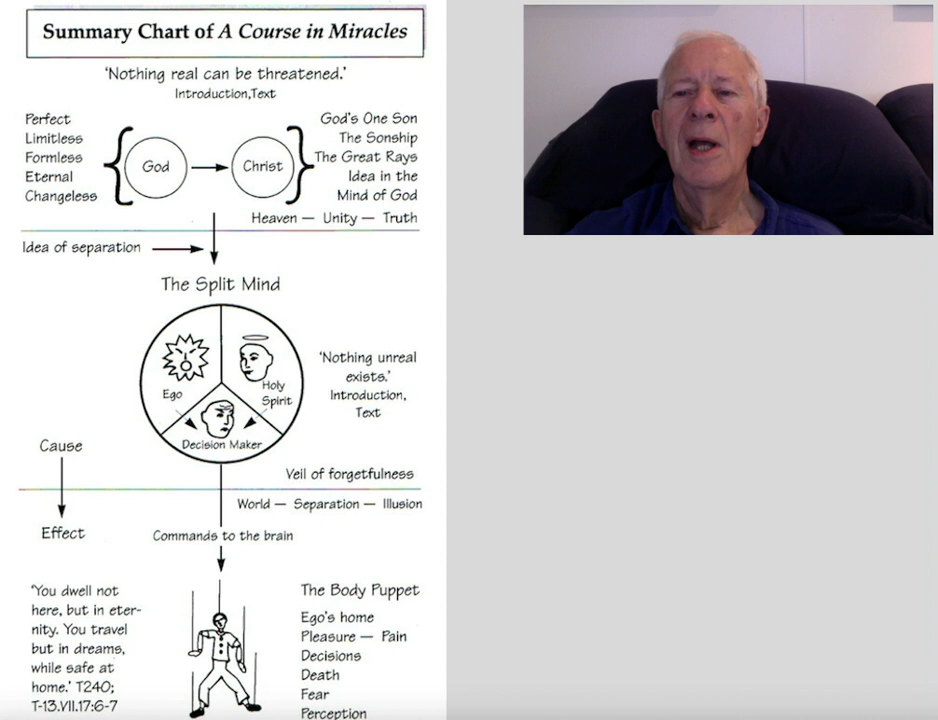 Summary Chart of A Course in Miracles
'Nothing real can be threatened.'
Introduction,Text
Perfect
Limitless
Formless
Eternal
Changeless
God
Christ
God's One Son
The Sonship
The Great Rays
Idea in the
Mind of God
Heaven — Unity — Truth
Idea of separation
The Split Mind
Ego
Holy
Spirit
Decision Maker
'Nothing unreal
exists.'
Introduction,
Text
Cause
Effect
Veil of forgetfulness
World — Separation — Illusion
Commands to the brain
'You dwell not
here, but in eter-
nity. You travel
but in dreams,
while safe at
home.' T240;
T-13.VII.17:6-7
The Body Puppet
Ego's home
Pleasure — Pain
Decisions
Death
Fear
Perception